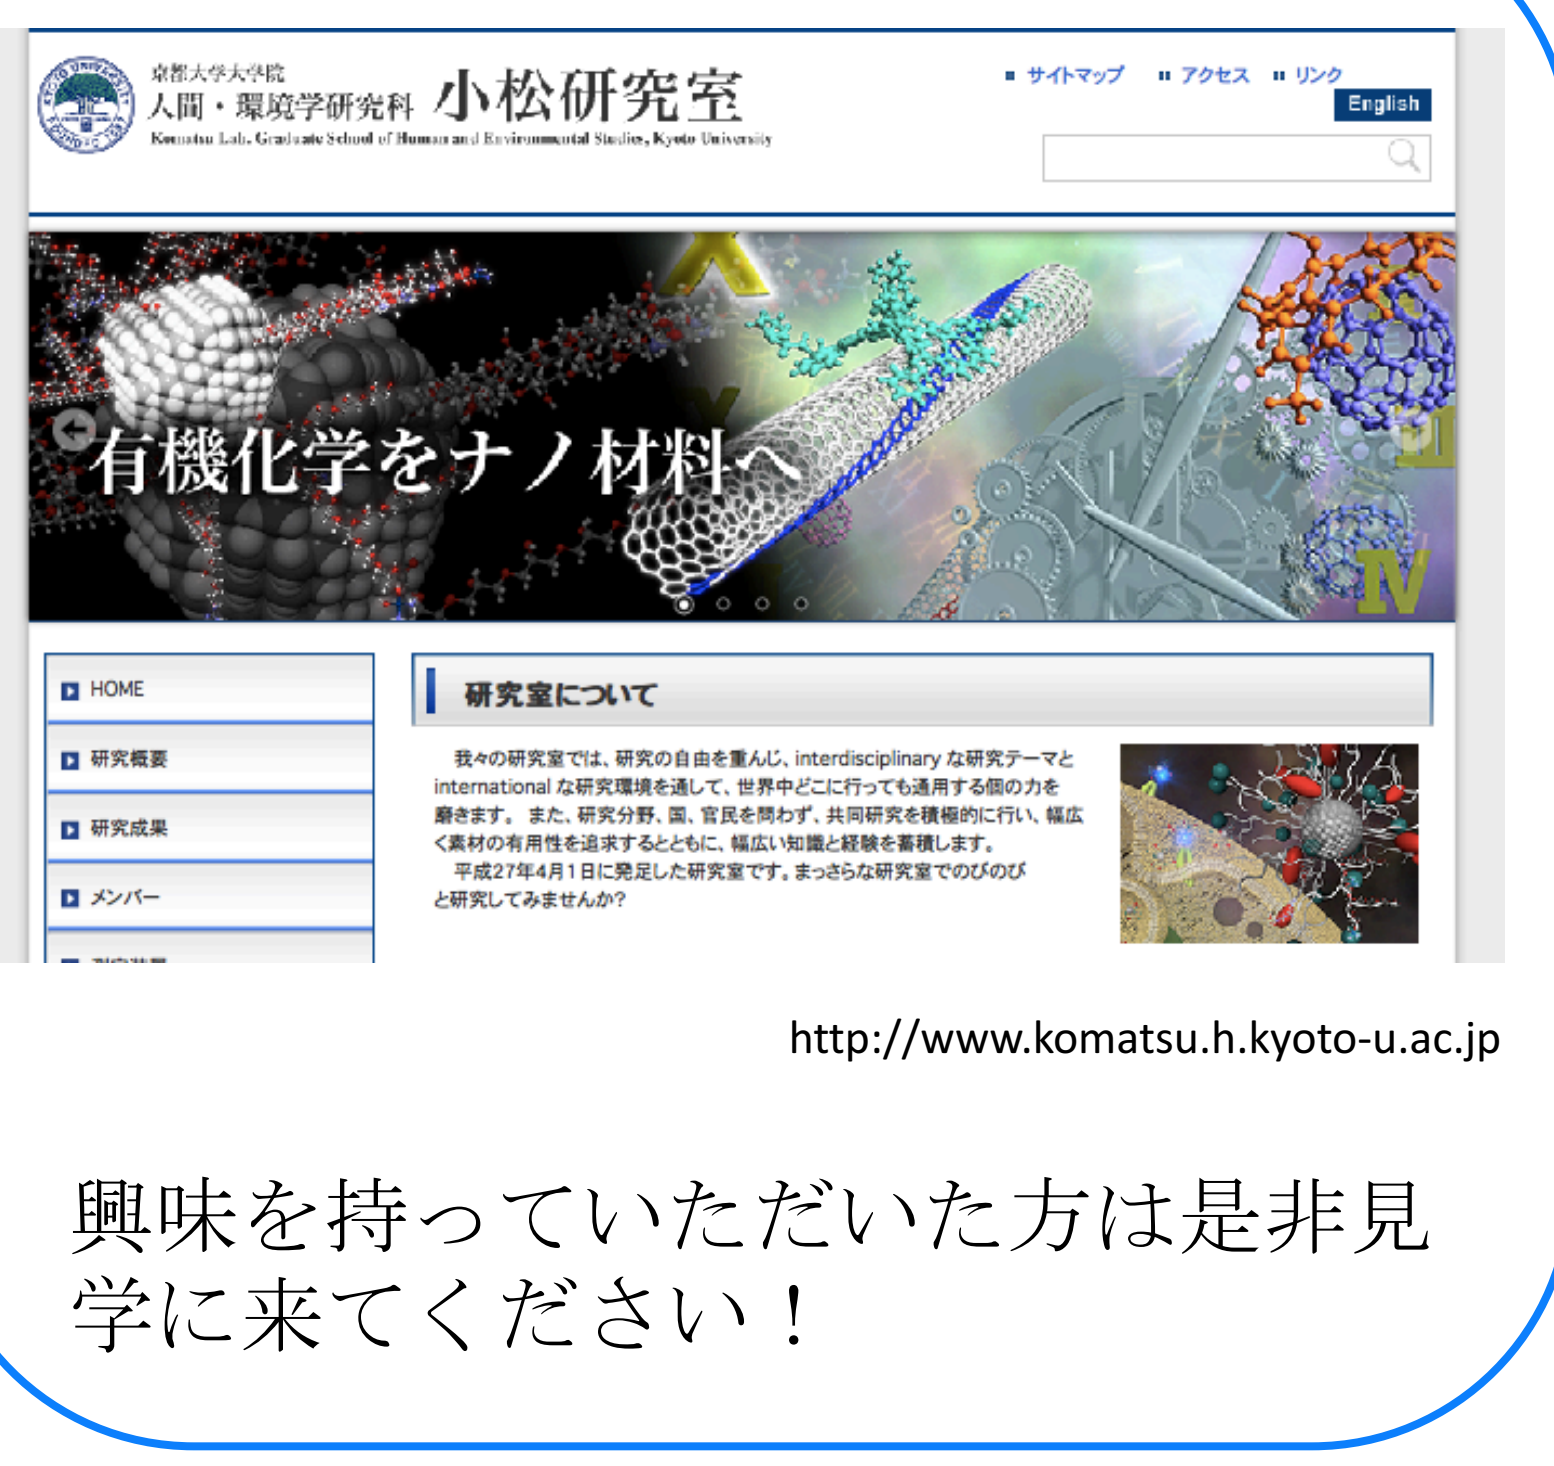 京都大学大学院
人間・環境学研究科 小松研究室
Komatsu Lab. Graduate School of Human and Environmental Studies, Kyoto University
サイトマップ アクセス リンク
English
有機化学をナノ材料へ
X
III
IV
HOME
研究概要
研究成果
メンバー
研究室について
我々の研究室では、研究の自由を重んじ、interdisciplinary な研究テーマと
international な研究環境を通して、世界中どこに行っても通用する個の力を
磨きます。 また、研究分野、国、官民を問わず、共同研究を積極的に行い、幅広
く素材の有用性を追求するとともに、幅広い知識と経験を蓄積します。
平成27年4月1日に発足した研究室です。まっさらな研究室でのびのび
と研究してみませんか?
http://www.komatsu.h.kyoto-u.ac.jp
興味を持っていただいた方は是非見
学に来てください！